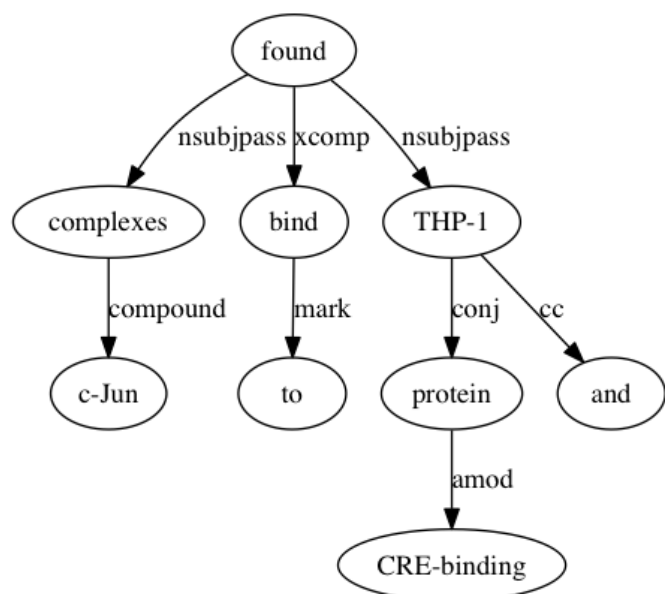 found
nsubjpass xcomp nsubjpass
complexes bind THP-1
compound mark conj cc
c-Jun to protein and
amod
CRE-binding